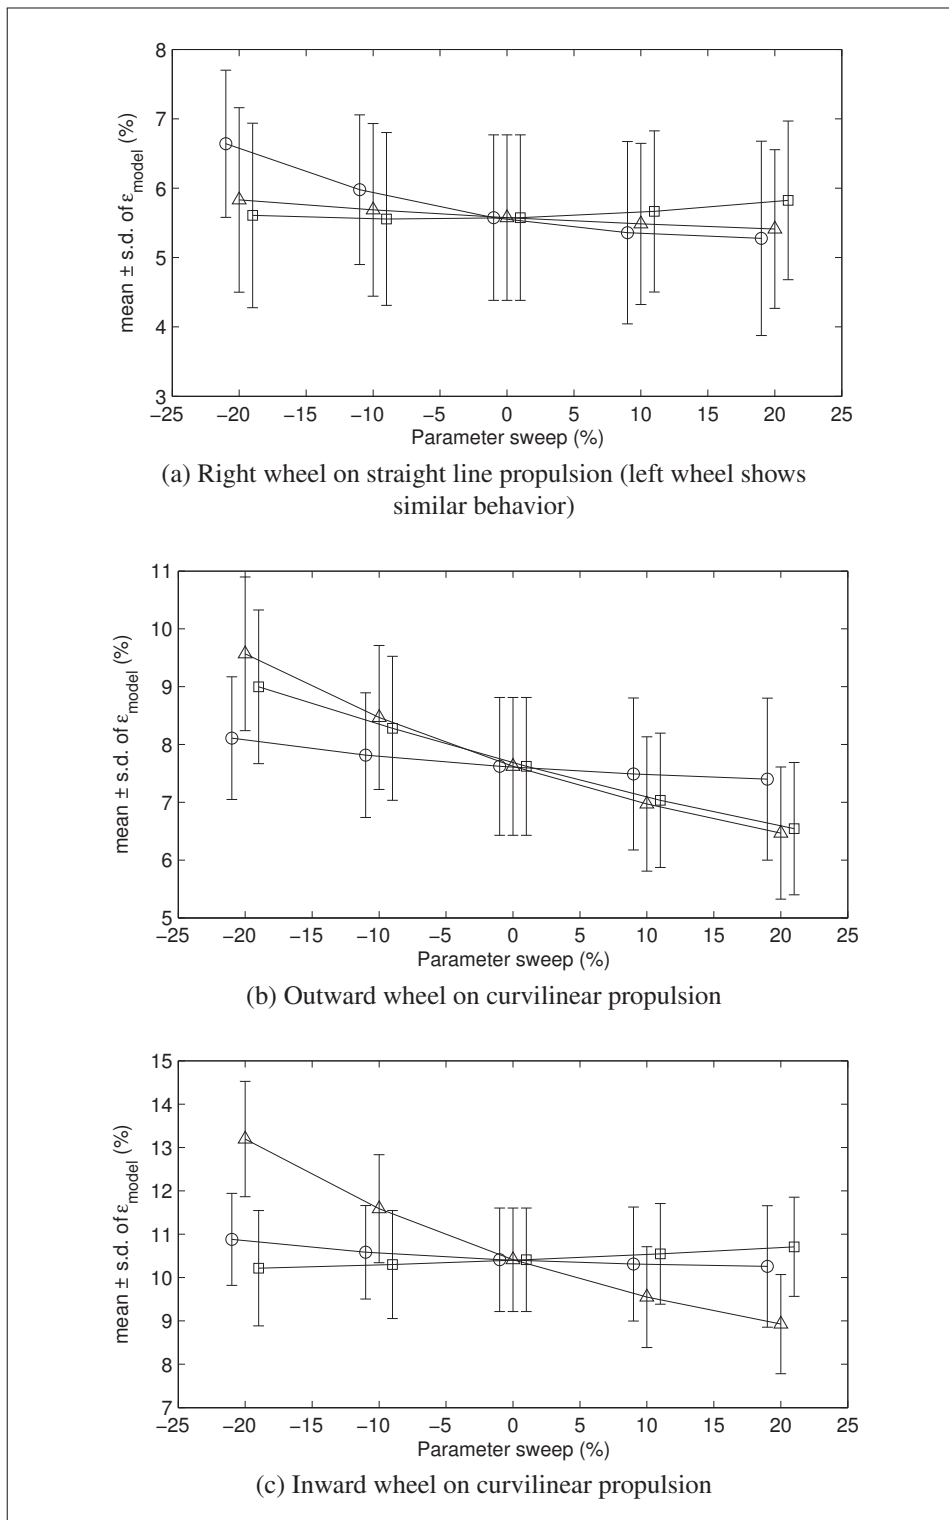 8
7
6
5
4
3
mean ± s.d. of ε_model (%)
−25 −20 −15 −10 −5 0 5 10 15 20 25
Parameter sweep (%)
(a) Right wheel on straight line propulsion (left wheel shows
similar behavior)
11
10
9
8
7
6
5
mean ± s.d. of ε_model (%)
−25 −20 −15 −10 −5 0 5 10 15 20 25
Parameter sweep (%)
(b) Outward wheel on curvilinear propulsion
15
14
13
12
11
10
9
8
7
mean ± s.d. of ε_model (%)
−25 −20 −15 −10 −5 0 5 10 15 20 25
Parameter sweep (%)
(c) Inward wheel on curvilinear propulsion